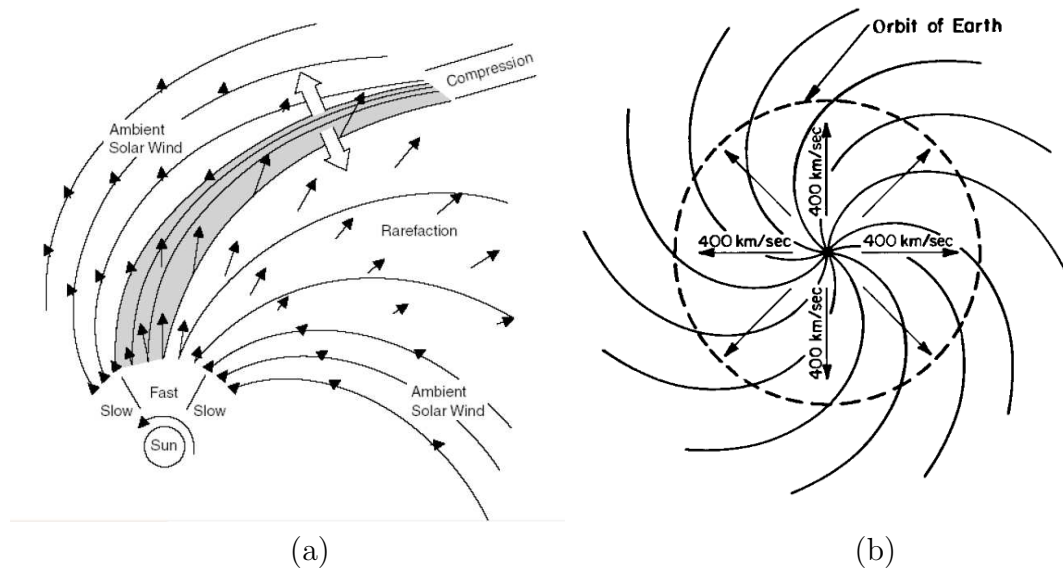 Compression
Ambient
Solar Wind
Rarefaction
Ambient
Solar Wind
Fast
Slow
Slow
Sun
(a)
Orbit of Earth
400 km/sec
400 km/sec
400 km/sec
400 km/sec
(b)